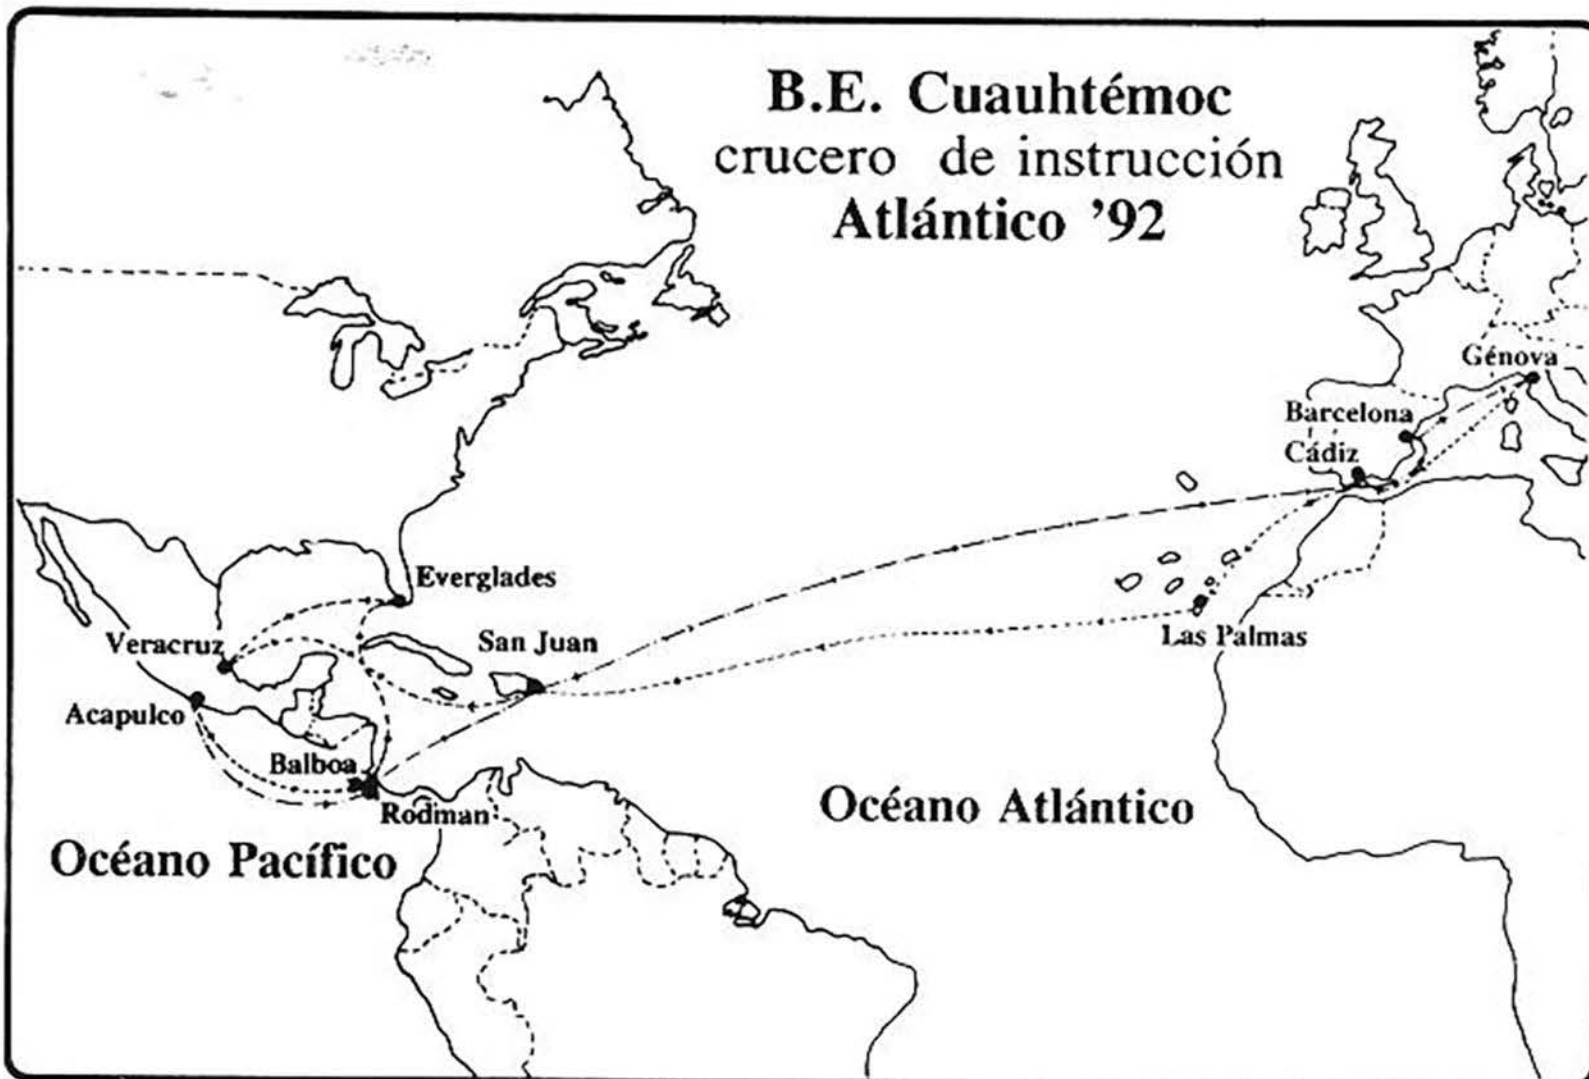 B.E. Cuauhtémoc
crucero de instrucción
Atlántico '92
Génova
Barcelona
Cádiz
Everglades
Veracruz
San Juan
Las Palmas
Acapulco
Balboa
Rodman
Océano Atlántico
Océano Pacífico